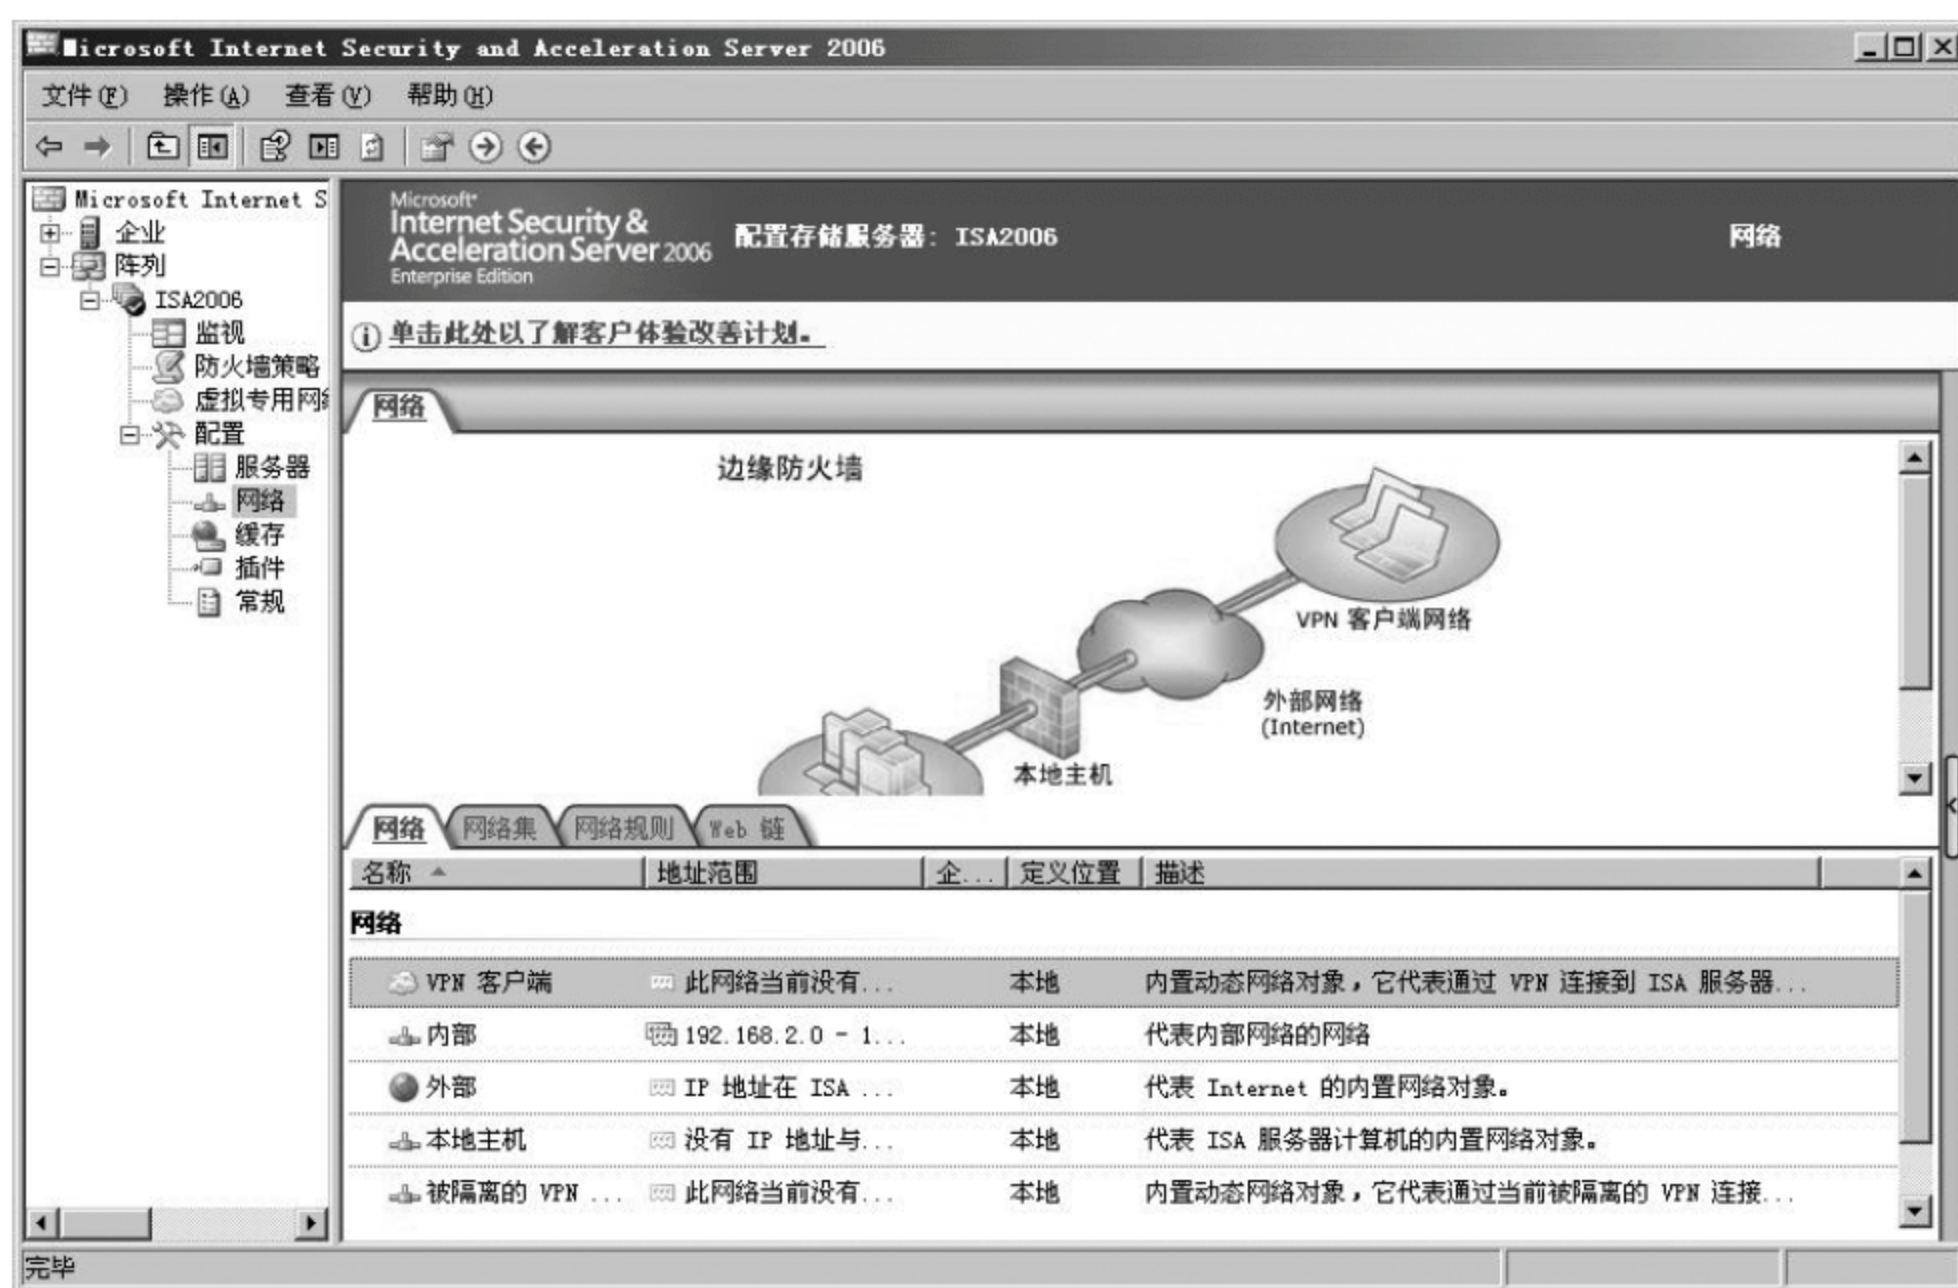 Microsoft Internet Security and Acceleration Server 2006
文件(F) 操作(A) 查看(V) 帮助(H)
Microsoft Internet S
企业
阵列
ISA2006
监视
防火墙策略
虚拟专用网络
配置
服务器
网络
缓存
插件
常规
Microsoft
Internet Security &
Acceleration Server 2006
Enterprise Edition
配置存储服务器: ISA2006
网络
单击此处以了解客户体验改善计划。
网络
边缘防火墙
VPN 客户端网络
外部网络
(Internet)
本地主机
网络 网络集 网络规则 Web 链
名称 地址范围 企... 定义位置 描述
网络
VPN 客户端 此网络当前没有... 本地 内置动态网络对象，它代表通过 VPN 连接到 ISA 服务器...
内部 192.168.2.0 - 1... 本地 代表内部网络的网络
外部 IP 地址在 ISA ... 本地 代表 Internet 的内置网络对象。
本地主机 没有 IP 地址与... 本地 代表 ISA 服务器计算机的内置网络对象。
被隔离的 VPN ... 此网络当前没有... 本地 内置动态网络对象，它代表通过当前被隔离的 VPN 连接...
完毕